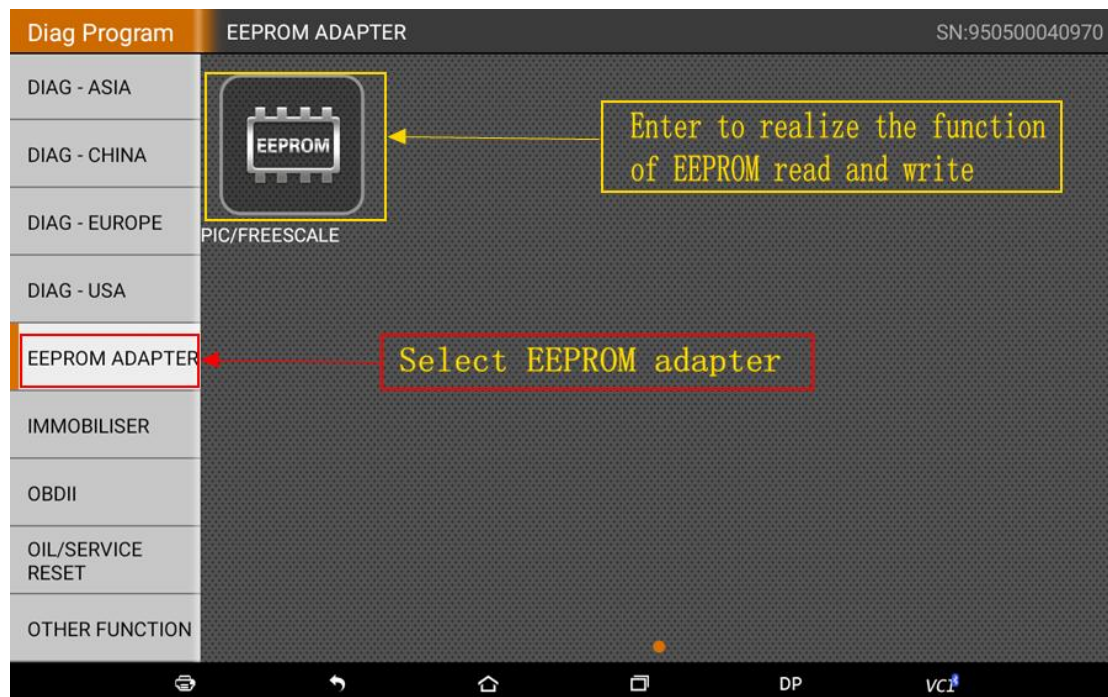 Diag Program
EEPROM ADAPTER
SN:950500040970
DIAG - ASIA
DIAG - CHINA
DIAG - EUROPE
DIAG - USA
EEPROM ADAPTER
IMMOBILISER
OBDII
OIL/SERVICE
RESET
OTHER FUNCTION
EEPROM
PIC/FREESCALE
Enter to realize the function
of EEPROM read and write
Select EEPROM adapter
DP
VCI